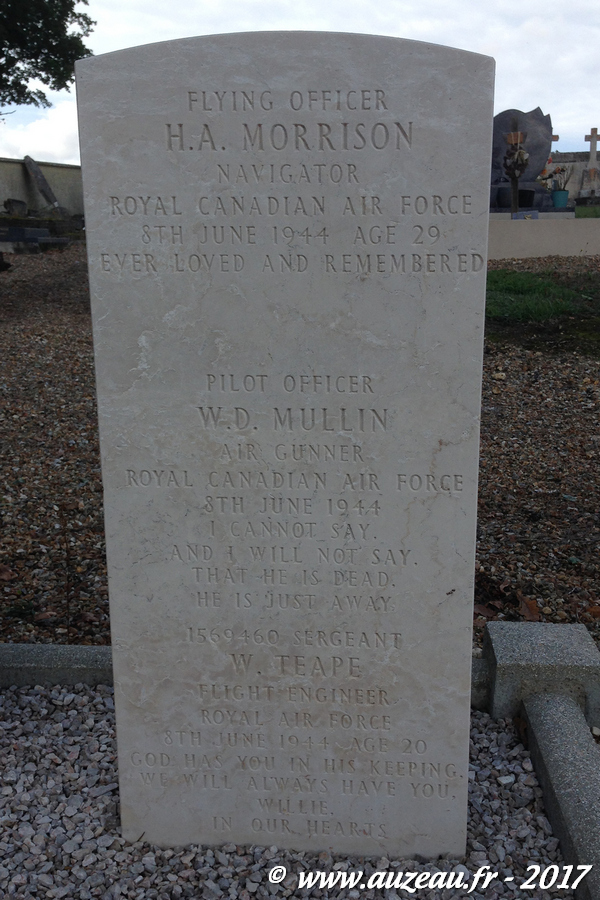 FLYING OFFICER
H.A. MORRISON
NAVIGATOR
ROYAL CANADIAN AIR FORCE
8TH JUNE 1944 AGE 29
EVER LOVED AND REMEMBERED
PILOT OFFICER
W.D. MULLIN
AIR GUNNER
ROYAL CANADIAN AIR FORCE
8TH JUNE 1944
I CANNOT SAY,
AND I WILL NOT SAY,
THAT HE IS DEAD,
HE IS JUST AWAY.
1569460 SERGEANT
W. TEAPE
FLIGHT ENGINEER
ROYAL AIR FORCE
8TH JUNE 1944 AGE 20
GOD HAS YOU IN HIS KEEPING,
WE WILL ALWAYS HAVE YOU,
WILLIE,
IN OUR HEARTS
© www.auzeau.fr - 2017